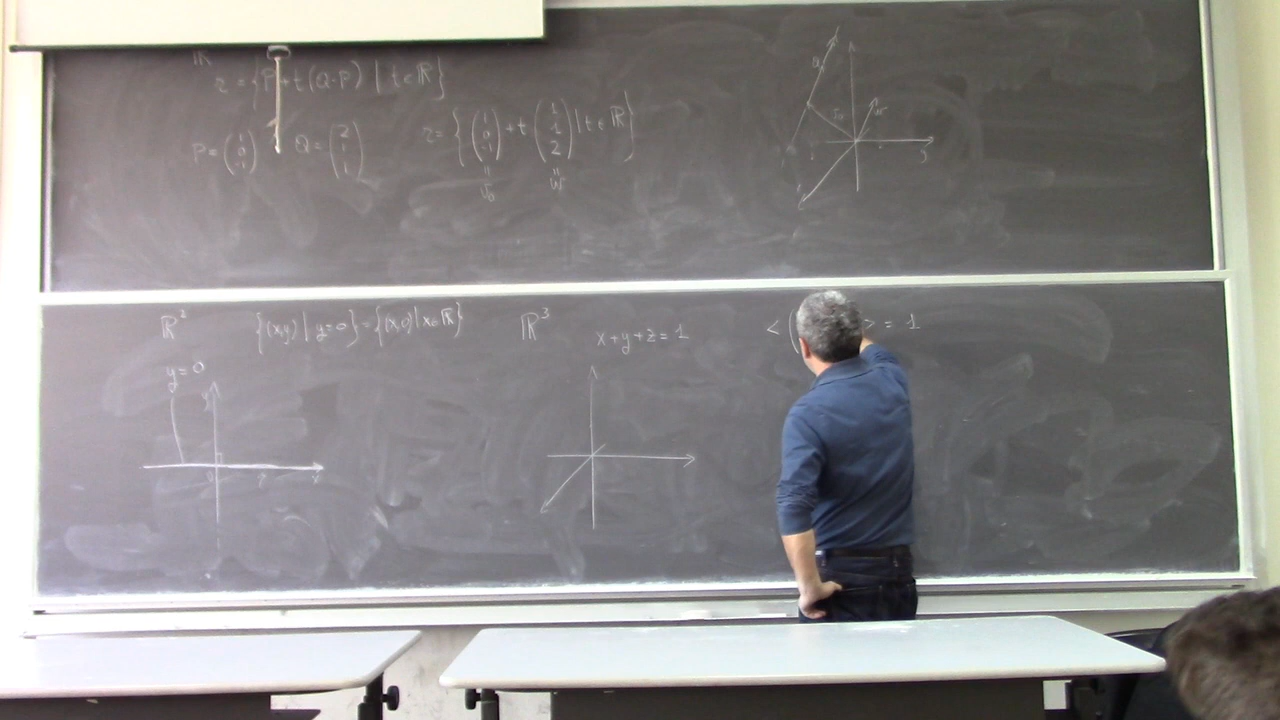 ℝ
r = {P + t(Q-P) | t ∈ ℝ}
P = (1 0 -1) Q = (2 1 1) r = {(1 0 -1) + t (1 1 2) | t ∈ ℝ}
= =
v₀ w
ℝ² {(x,y) | y=0} = {(x,0) | x ∈ ℝ} ℝ³ x+y+z=1 < ( > = 1
y=0